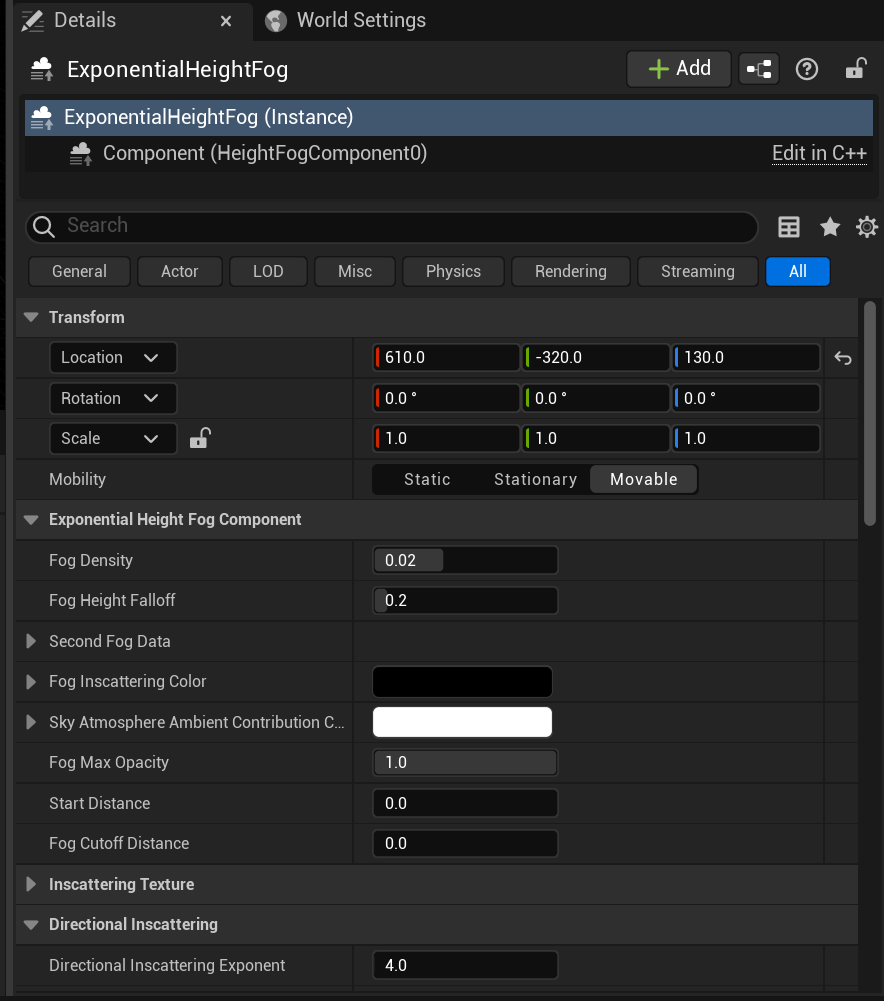 Details World Settings
ExponentialHeightFog Add
ExponentialHeightFog (Instance)
Component (HeightFogComponent0) Edit in C++
Search
General Actor LOD Misc Physics Rendering Streaming All
Transform
Location 610.0 -320.0 130.0
Rotation 0.0 ° 0.0 ° 0.0 °
Scale 1.0 1.0 1.0
Mobility Static Stationary Movable
Exponential Height Fog Component
Fog Density 0.02
Fog Height Falloff 0.2
Second Fog Data
Fog Inscattering Color
Sky Atmosphere Ambient Contribution C...
Fog Max Opacity 1.0
Start Distance 0.0
Fog Cutoff Distance 0.0
Inscattering Texture
Directional Inscattering
Directional Inscattering Exponent 4.0